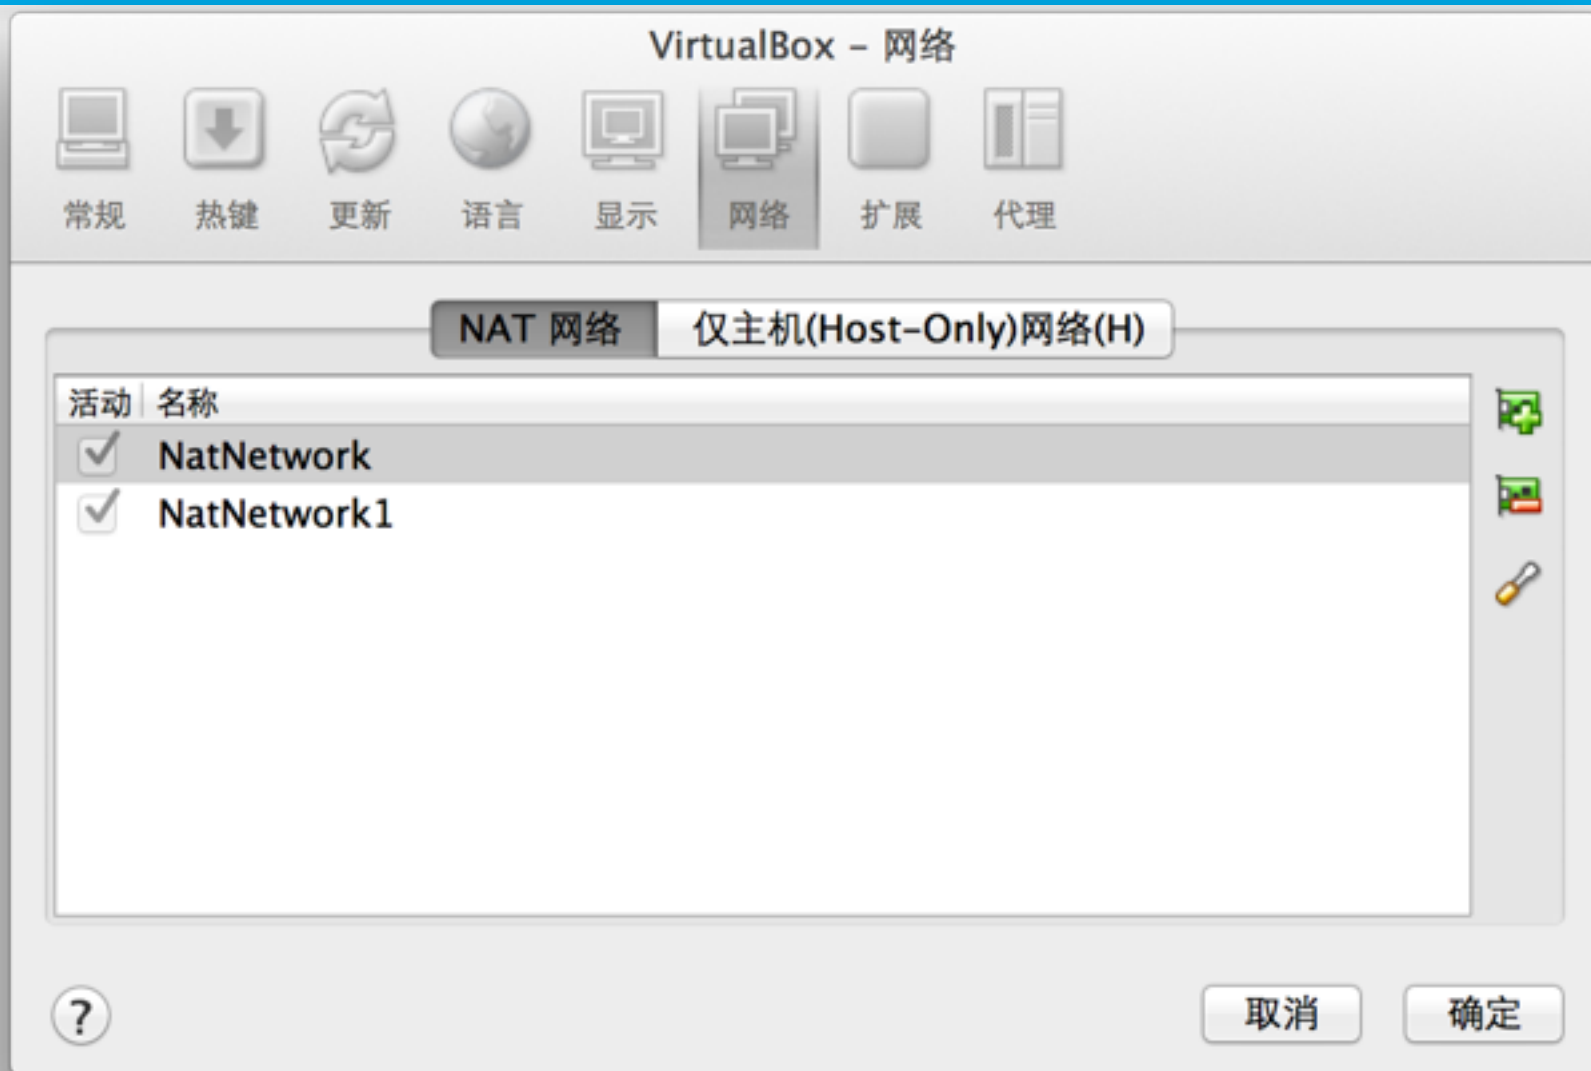 VirtualBox – 网络
常规 热键 更新 语言 显示 网络 扩展 代理
NAT 网络 仅主机(Host-Only)网络(H)
活动 名称
NatNetwork
NatNetwork1
? 取消 确定